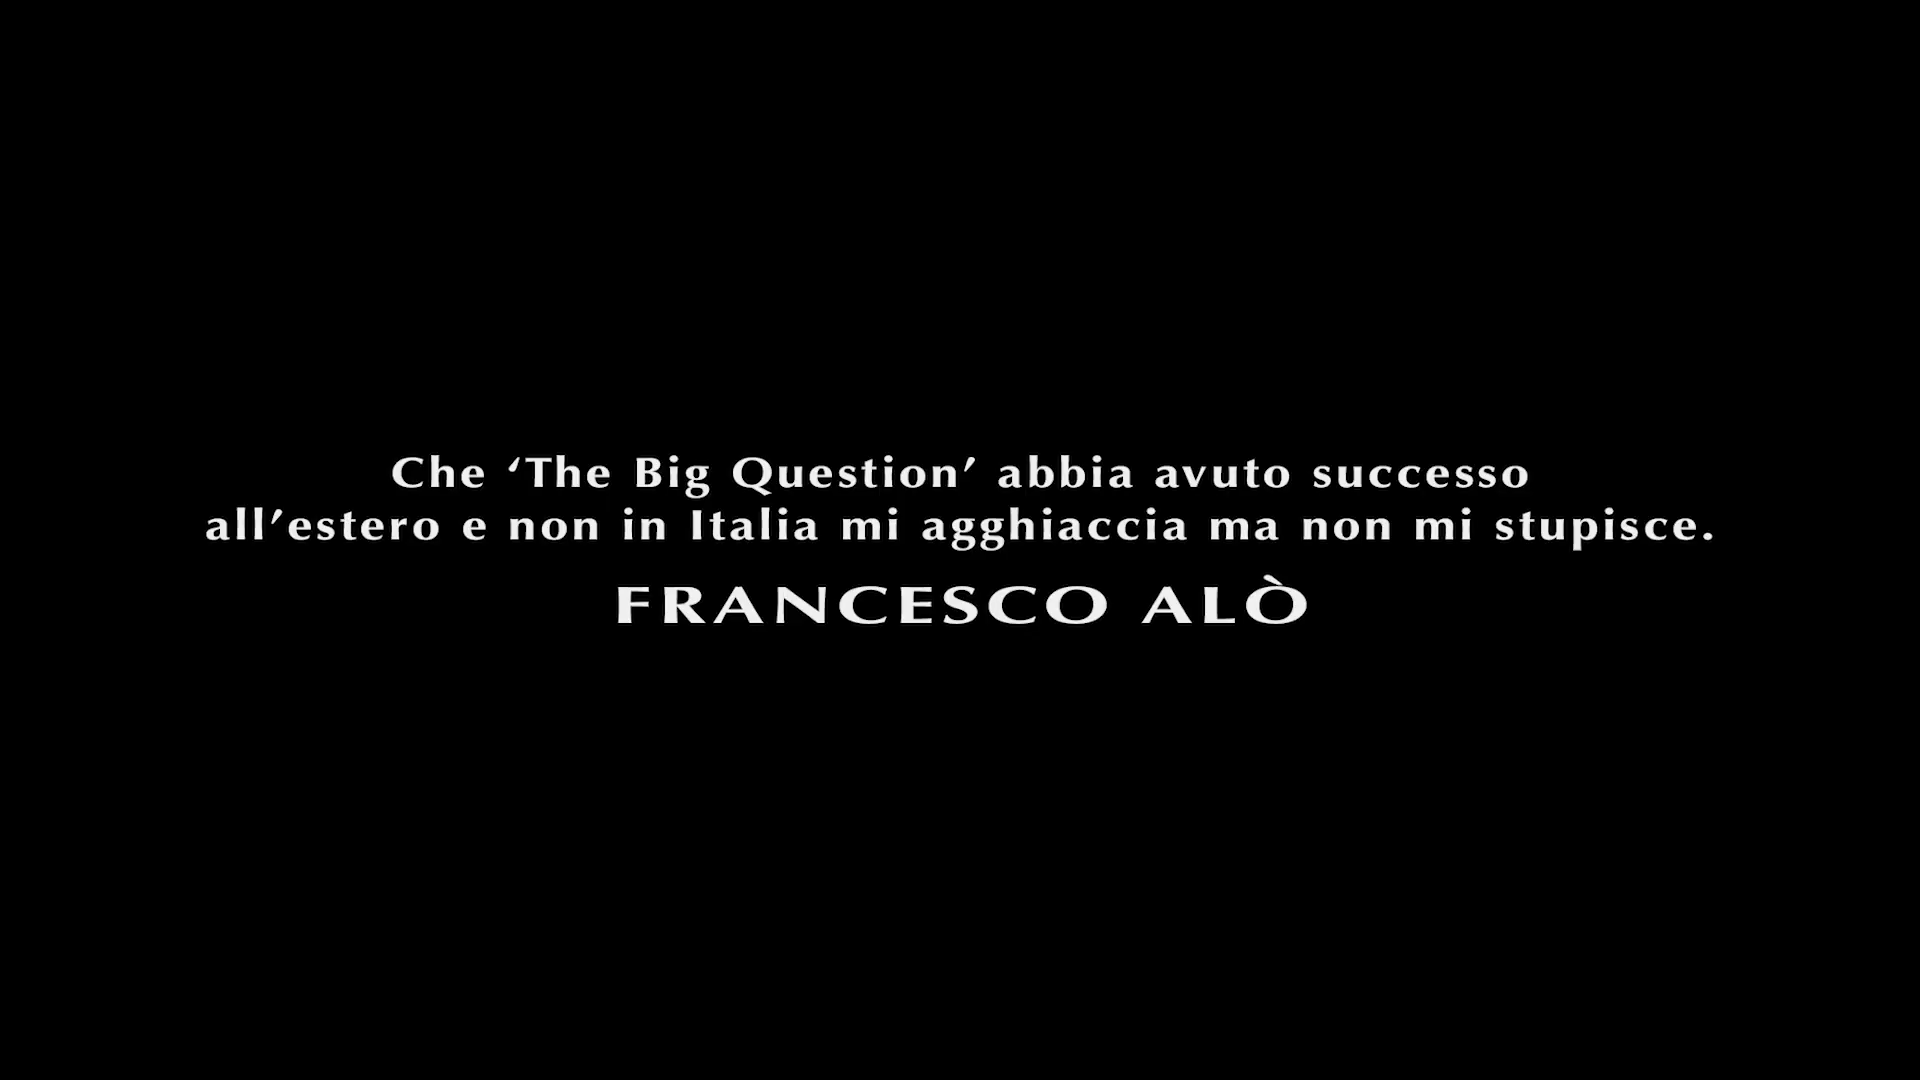 Che ‘The Big Question’ abbia avuto successo
all’estero e non in Italia mi agghiaccia ma non mi stupisce.
FRANCESCO ALÒ